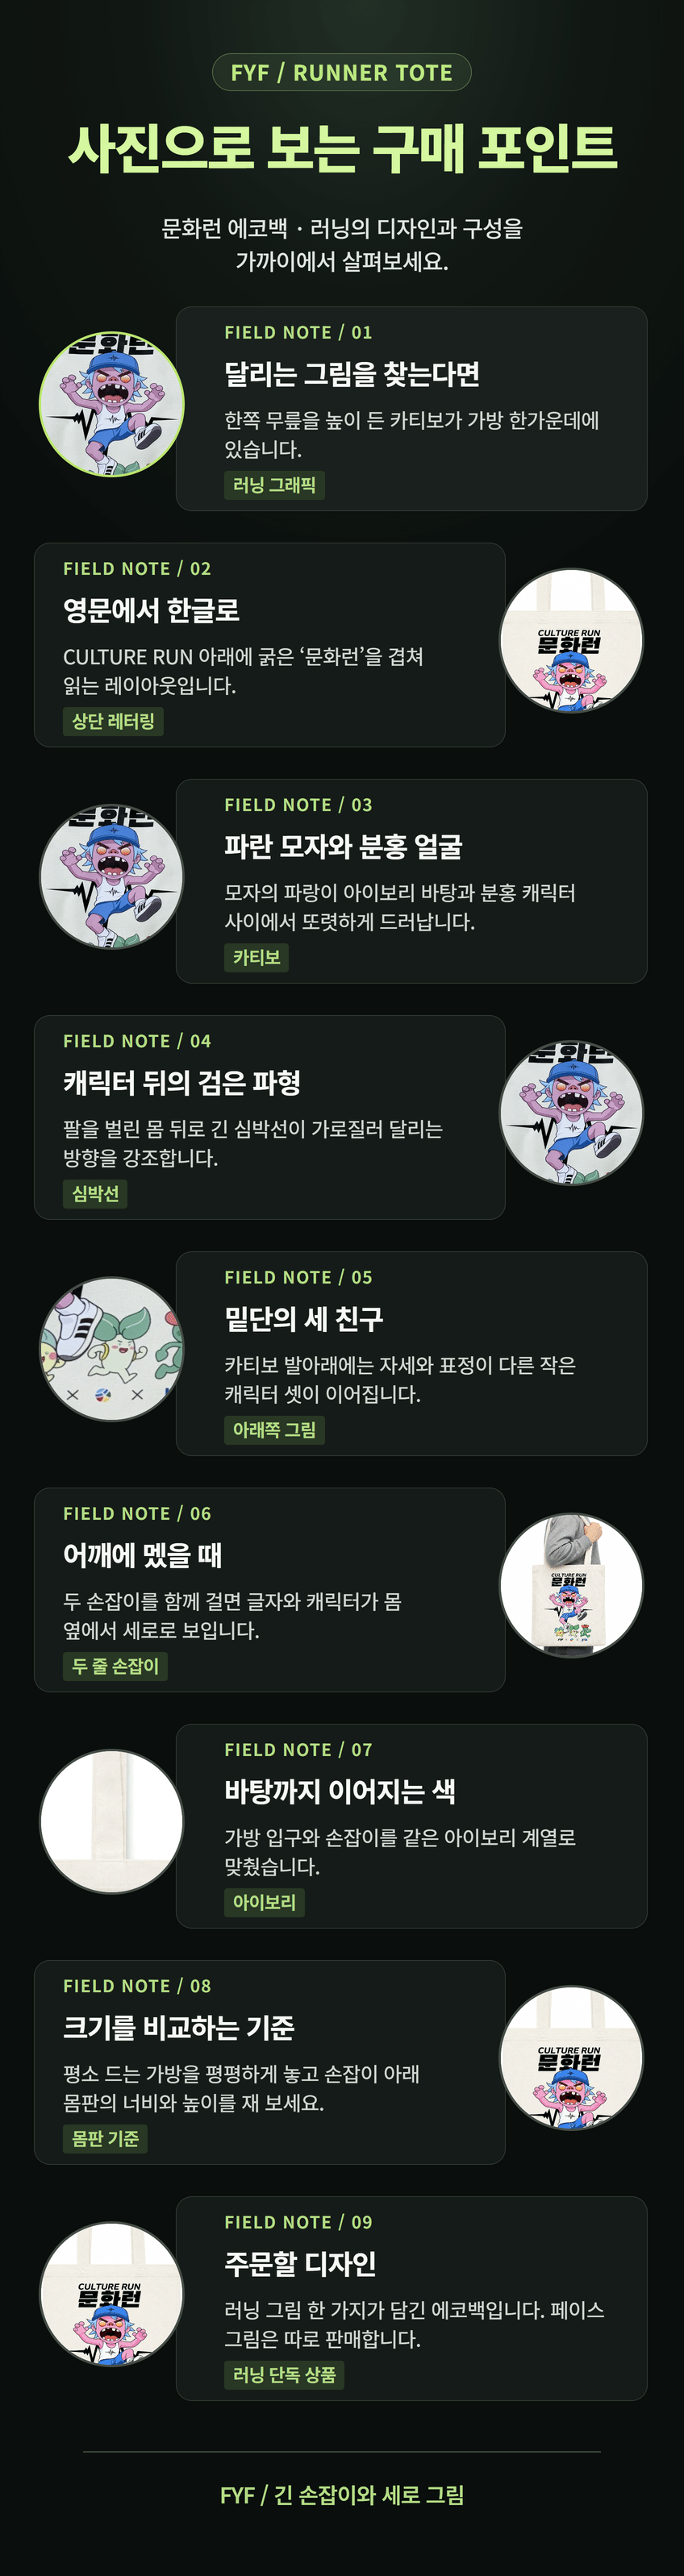 FYF / RUNNER TOTE
사진으로 보는 구매 포인트
문화런 에코백 · 러닝의 디자인과 구성을
가까이에서 살펴보세요.
문화런
FIELD NOTE / 01
달리는 그림을 찾는다면
한쪽 무릎을 높이 든 카티보가 가방 한가운데에
있습니다.
러닝 그래픽
FIELD NOTE / 02
영문에서 한글로
CULTURE RUN 아래에 굵은 ‘문화런’을 겹쳐
읽는 레이아웃입니다.
상단 레터링
CULTURE RUN
문화런
문화런
FIELD NOTE / 03
파란 모자와 분홍 얼굴
모자의 파랑이 아이보리 바탕과 분홍 캐릭터
사이에서 또렷하게 드러납니다.
카티보
FIELD NOTE / 04
캐릭터 뒤의 검은 파형
팔을 벌린 몸 뒤로 긴 심박선이 가로질러 달리는
방향을 강조합니다.
심박선
문화런
FIELD NOTE / 05
밑단의 세 친구
카티보 발아래에는 자세와 표정이 다른 작은
캐릭터 셋이 이어집니다.
아래쪽 그림
FIELD NOTE / 06
어깨에 멨을 때
두 손잡이를 함께 걸면 글자와 캐릭터가 몸
옆에서 세로로 보입니다.
두 줄 손잡이
CULTURE RUN
문화런
FIELD NOTE / 07
바탕까지 이어지는 색
가방 입구와 손잡이를 같은 아이보리 계열로
맞췄습니다.
아이보리
FIELD NOTE / 08
크기를 비교하는 기준
평소 드는 가방을 평평하게 놓고 손잡이 아래
몸판의 너비와 높이를 재 보세요.
몸판 기준
CULTURE RUN
문화런
CULTURE RUN
문화런
FIELD NOTE / 09
주문할 디자인
러닝 그림 한 가지가 담긴 에코백입니다. 페이스
그림은 따로 판매합니다.
러닝 단독 상품
FYF / 긴 손잡이와 세로 그림